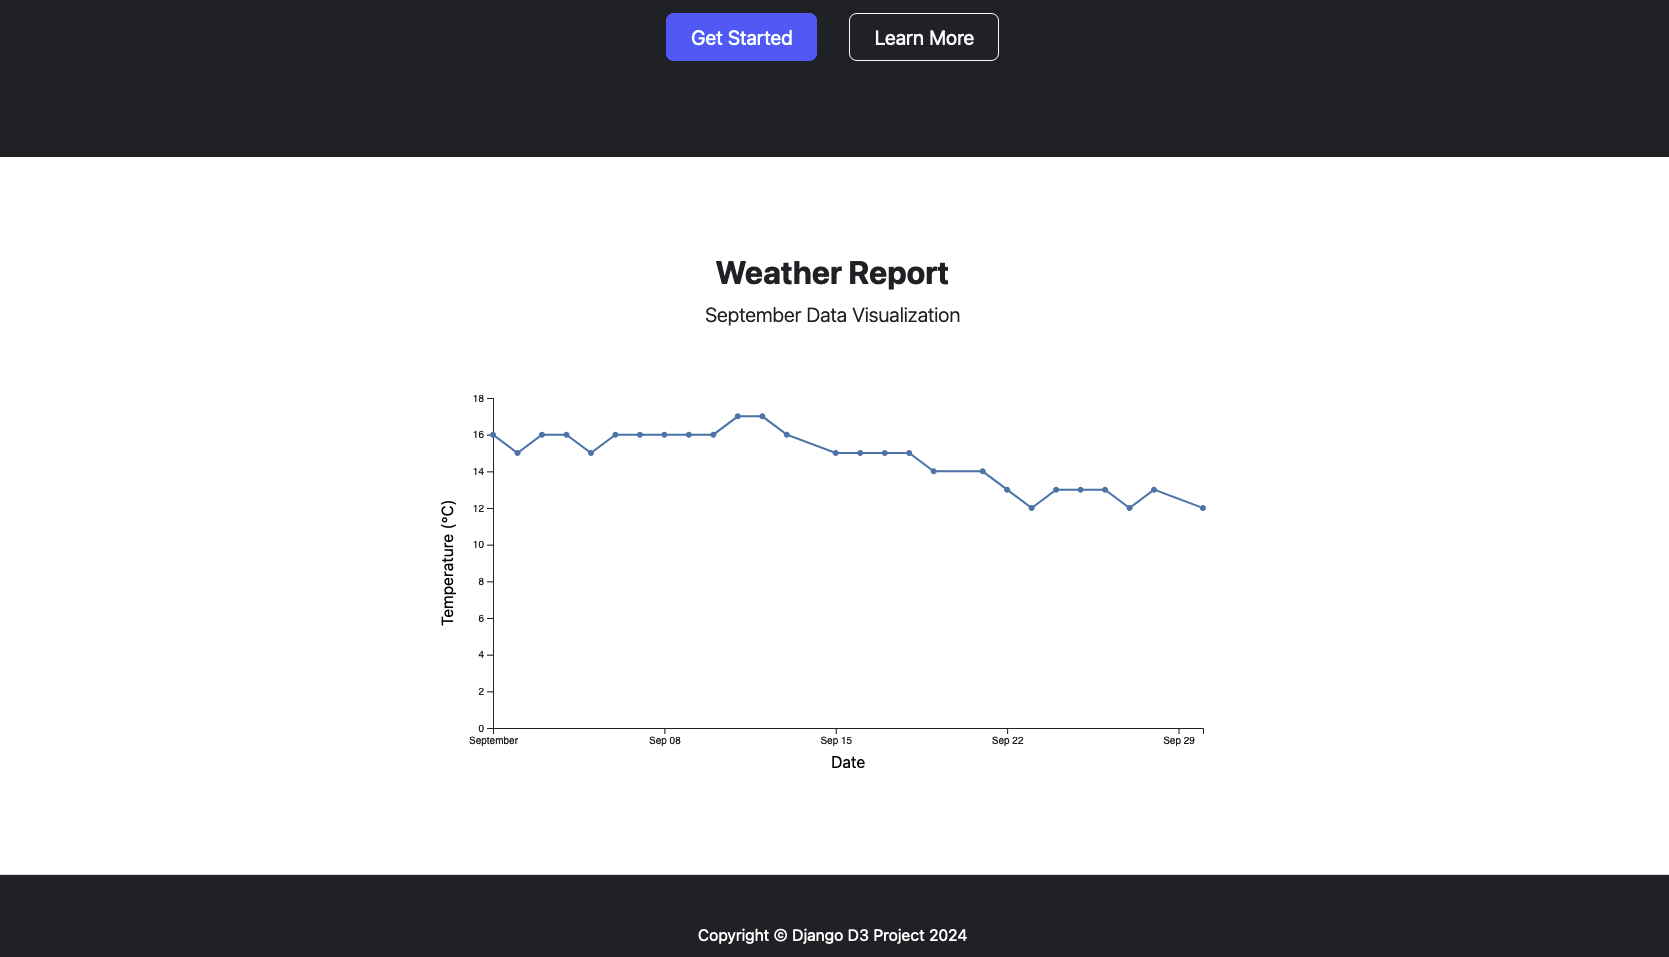 Get Started
Learn More
Weather Report
September Data Visualization
18
16
14
12
10
8
6
4
2
0
Temperature (°C)
September
Sep 08
Sep 15
Sep 22
Sep 29
Date
Copyright © Django D3 Project 2024